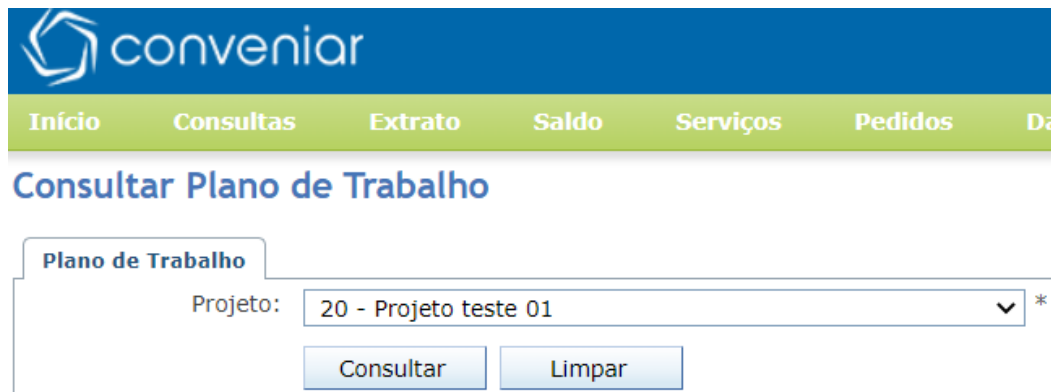 conveniar
Início Consultas Extrato Saldo Serviços Pedidos
Consultar Plano de Trabalho
Plano de Trabalho
Projeto: 20 - Projeto teste 01 *
Consultar Limpar